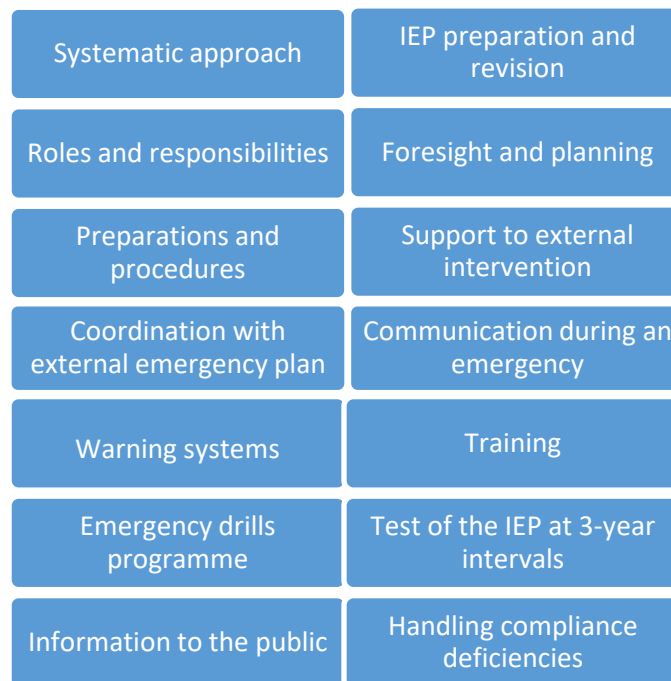 Systematic approach
IEP preparation and
revision
Roles and responsibilities
Foresight and planning
Preparations and
procedures
Support to external
intervention
Coordination with
external emergency plan
Communication during an
emergency
Warning systems
Training
Emergency drills
programme
Test of the IEP at 3-year
intervals
Information to the public
Handling compliance
deficiencies